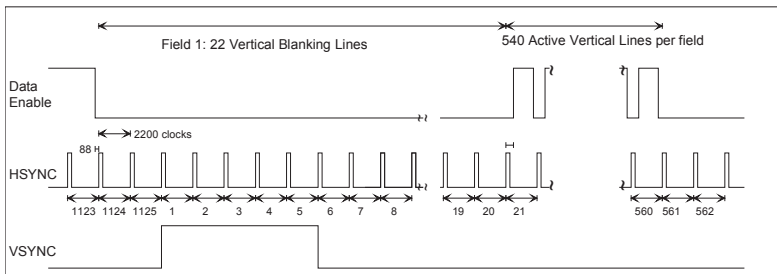 Field 1: 22 Vertical Blanking Lines
540 Active Vertical Lines per field
Data
Enable
2200 clocks
88
HSYNC
1123 1124 1125 1 2 3 4 5 6 7 8 19 20 21 560 561 562
VSYNC